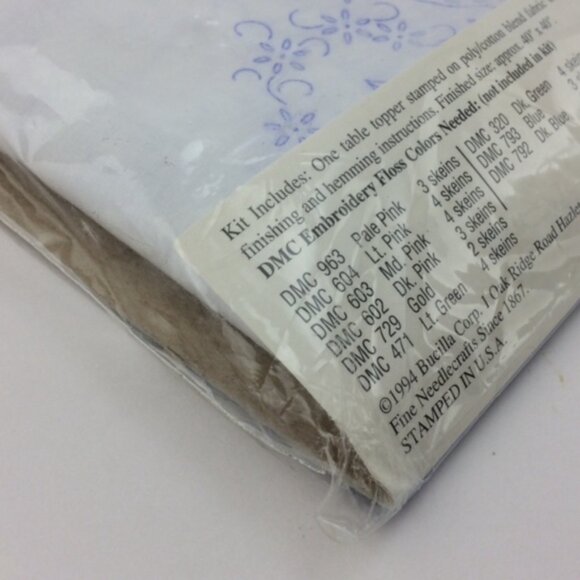 Kit Includes: One table topper stamped on poly/cotton blend fabric
finishing and hemming instructions. Finished size: approx. 40" x 40".
DMC Embroidery Floss Colors Needed: (not included in kit)
DMC 963 Pale Pink 3 skeins DMC 320 Dk. Green 4 skeins
DMC 604 Lt. Pink 4 skeins DMC 793 Blue
DMC 603 Md. Pink 4 skeins DMC 792 Dk. Blue
DMC 602 Dk. Pink 3 skeins
DMC 729 Gold 2 skeins
DMC 471 Lt. Green 4 skeins
©1994 Bucilla Corp. 1 Oak Ridge Road
Fine Needlecrafts Since 1867.
STAMPED IN U.S.A.